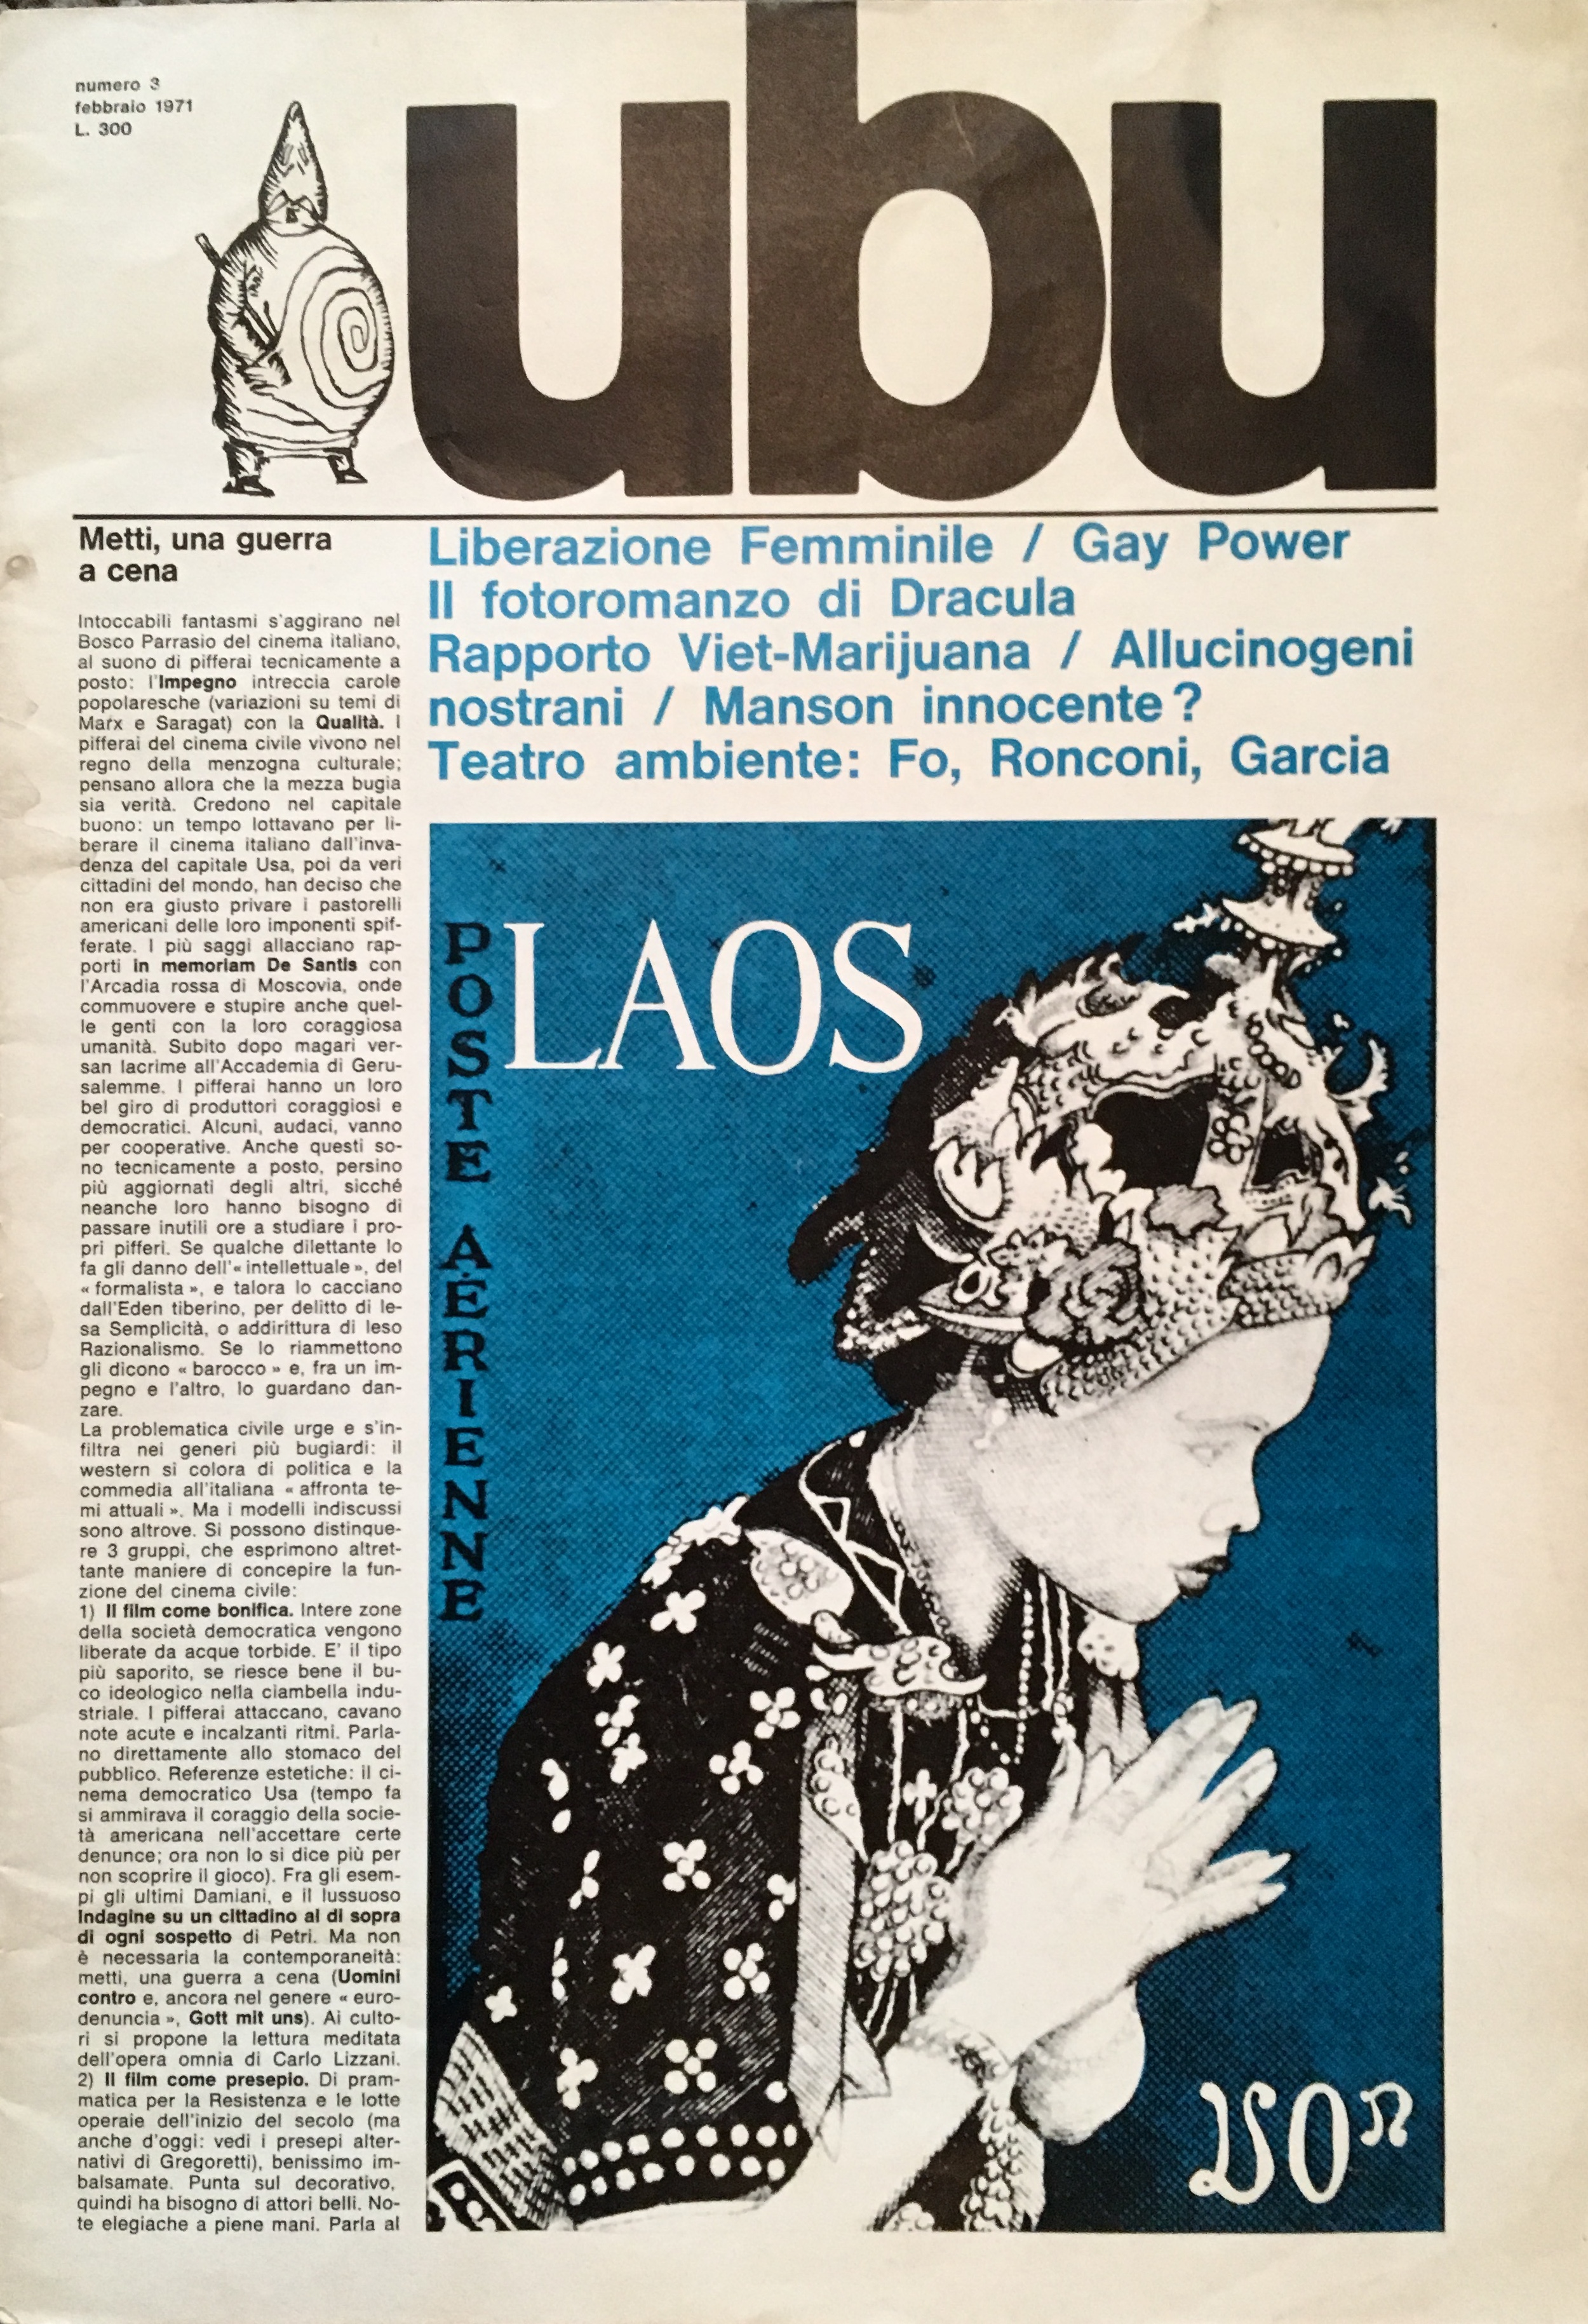 numero 3
febbraio 1971
L. 300
ubu
Metti, una guerra
a cena
Intoccabili fantasmi s'aggirano nel
Bosco Parrasio del cinema italiano,
al suono di pifferai tecnicamente a
posto: l'Impegno intreccia carole
popolaresche (variazioni su temi di
Marx e Saragat) con la Qualità. I
pifferai del cinema civile vivono nel
regno della menzogna culturale;
pensano allora che la mezza bugia
sia verità. Credono nel capitale
buono: un tempo lottavano per li-
berare il cinema italiano dall'inva-
denza del capitale Usa, poi da veri
cittadini del mondo, han deciso che
non era giusto privare i pastorelli
americani delle loro imponenti spif-
ferate. I più saggi allacciano rap-
porti in memoriam De Santis con
l'Arcadia rossa di Moscovia, onde
commuovere e stupire anche quel-
le genti con la loro coraggiosa
umanità. Subito dopo magari ver-
san lacrime all'Accademia di Geru-
salemme. I pifferai hanno un loro
bel giro di produttori coraggiosi e
democratici. Alcuni, audaci, vanno
per cooperative. Anche questi so-
no tecnicamente a posto, persino
più aggiornati degli altri, sicché
neanche loro hanno bisogno di
passare inutili ore a studiare i pro-
pri pifferi. Se qualche dilettante lo
fa gli danno dell'« intellettuale », del
« formalista », e talora lo cacciano
dall'Eden tiberino, per delitto di le-
sa Semplicità, o addirittura di leso
Razionalismo. Se lo riammettono
gli dicono « barocco » e, fra un im-
pegno e l'altro, lo guardano dan-
zare.
La problematica civile urge e s'in-
filtra nei generi più bugiardi: il
western si colora di politica e la
commedia all'italiana « affronta te-
mi attuali ». Ma i modelli indiscussi
sono altrove. Si possono distingue-
re 3 gruppi, che esprimono altret-
tante maniere di concepire la fun-
zione del cinema civile:
1) Il film come bonifica. Intere zone
della società democratica vengono
liberate da acque torbide. E' il tipo
più saporito, se riesce bene il bu-
co ideologico nella ciambella indu-
striale. I pifferai attaccano, cavano
note acute e incalzanti ritmi. Parla-
no direttamente allo stomaco del
pubblico. Referenze estetiche: il ci-
nema democratico Usa (tempo fa
si ammirava il coraggio della socie-
tà americana nell'accettare certe
denunce; ora non lo si dice più per
non scoprire il gioco). Fra gli esem-
pi gli ultimi Damiani, e il lussuoso
Indagine su un cittadino al di sopra
di ogni sospetto di Petri. Ma non
è necessaria la contemporaneità:
metti, una guerra a cena (Uomini
contro e, ancora nel genere « euro-
denuncia », Gott mit uns). Ai culto-
ri si propone la lettura meditata
dell'opera omnia di Carlo Lizzani.
2) Il film come presepio. Di pram-
matica per la Resistenza e le lotte
operaie dell'inizio del secolo (ma
anche d'oggi: vedi i presepi alter-
nativi di Gregoretti), benissimo im-
balsamate. Punta sul decorativo,
quindi ha bisogno di attori belli. No-
te elegiache a piene mani. Parla al
Liberazione Femminile / Gay Power
Il fotoromanzo di Dracula
Rapporto Viet-Marijuana / Allucinogeni
nostrani / Manson innocente?
Teatro ambiente: Fo, Ronconi, Garcia
LAOS
POSTE AÉRIENNE